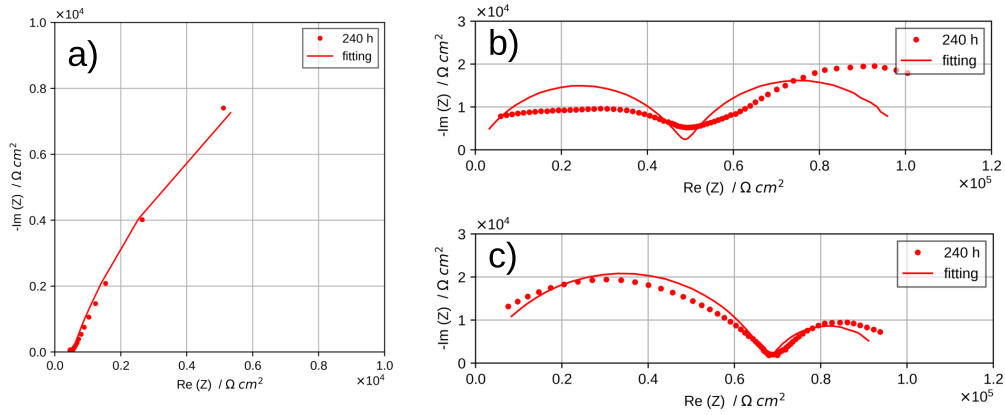 a)
×10⁴
1.0
0.8
0.6
0.4
0.2
0.0
-Im (Z) / Ω cm²
0.0 0.2 0.4 0.6 0.8 1.0
×10⁴
Re (Z) / Ω cm²
240 h
fitting
b)
×10⁴
3
2
1
0
-Im (Z) / Ω cm²
0.0 0.2 0.4 0.6 0.8 1.0 1.2
×10⁵
Re (Z) / Ω cm²
240 h
fitting
c)
×10⁴
3
2
1
0
-Im (Z) / Ω cm²
0.0 0.2 0.4 0.6 0.8 1.0 1.2
×10⁵
Re (Z) / Ω cm²
240 h
fitting